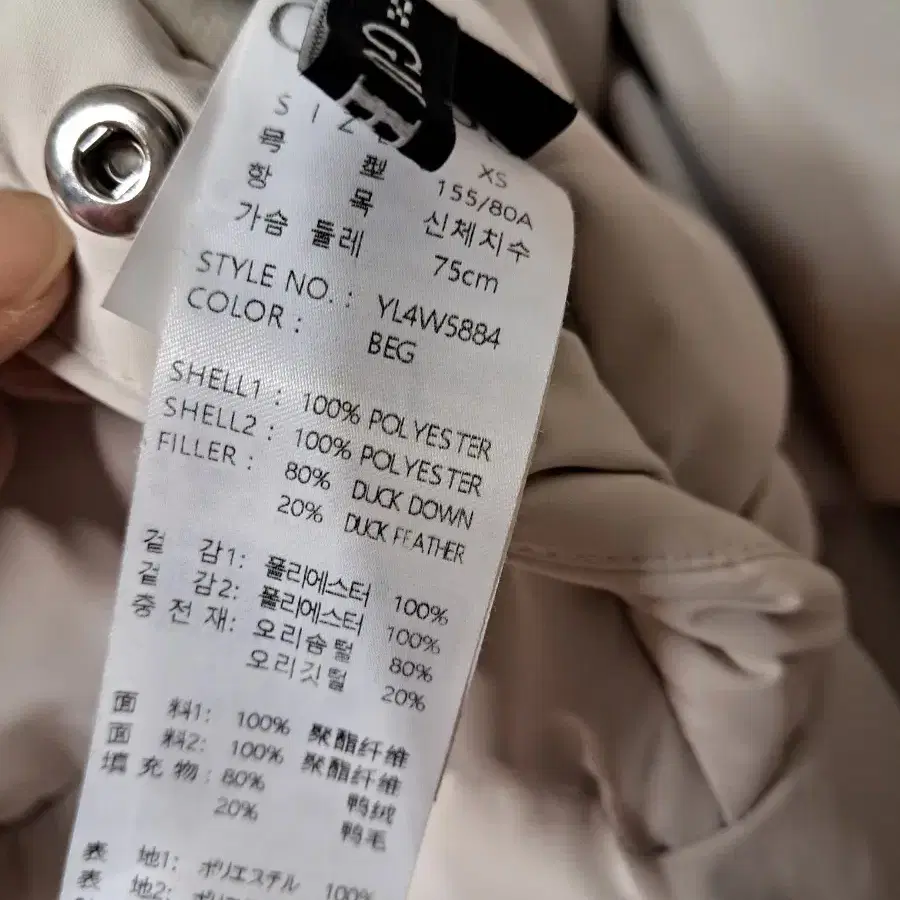 XS
号 型 155/80A
항 목 신체치수
가슴 둘레 75cm
STYLE NO. : YL4WS884
COLOR : BEG
SHELL1 : 100% POLYESTER
SHELL2 : 100% POLYESTER
FILLER : 80% DUCK DOWN
20% DUCK FEATHER
겉 감1: 폴리에스터 100%
겉 감2: 폴리에스터 100%
충 전 재: 오리솜털 80%
오리깃털 20%
面 料1: 100% 聚酯纤维
面 料2: 100% 聚酯纤维
填 充 物: 80% 鸭绒
20% 鸭毛
表 地1: ポリエステル 100%
表 地2: